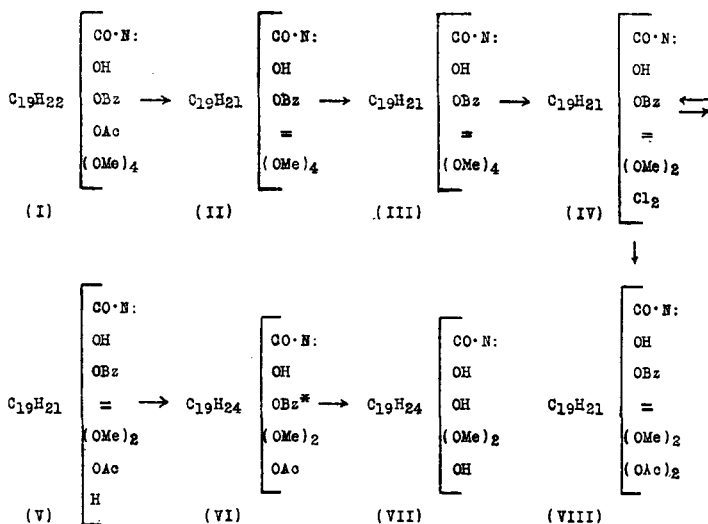 C19H22
CO·N:
OH
OBz
OAc
(OMe)4
(I)
C19H21
CO·N:
OH
OBz
=
(OMe)4
(II)
C19H21
CO·N:
OH
OBz
=
(OMe)4
(III)
C19H21
CO·N:
OH
OBz
=
(OMe)2
Cl2
(IV)
C19H21
CO·N:
OH
OBz
=
(OMe)2
OAc
H
(V)
C19H24
CO·N:
OH
OBz*
(OMe)2
OAc
(VI)
C19H24
CO·N:
OH
OH
(OMe)2
OH
(VII)
C19H21
CO·N:
OH
OBz
=
(OMe)2
(OAc)2
(VIII)